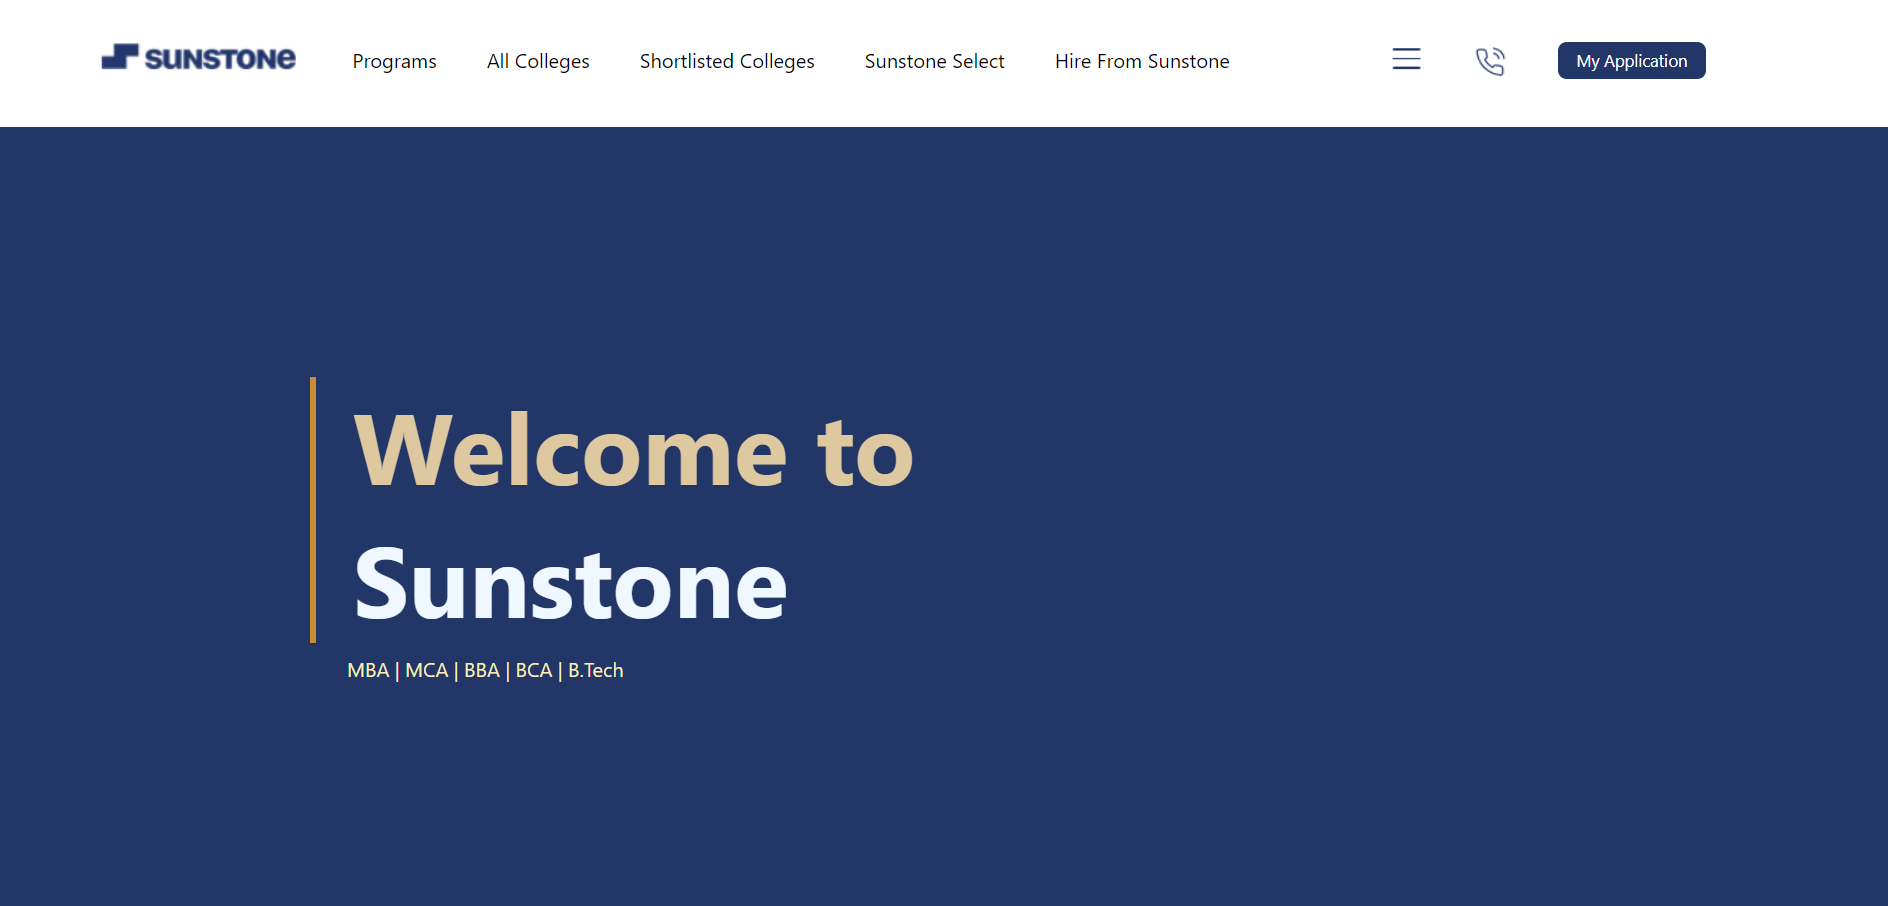 SUNSTONE
Programs
All Colleges
Shortlisted Colleges
Sunstone Select
Hire From Sunstone
My Application
Welcome to
Sunstone
MBA | MCA | BBA | BCA | B.Tech